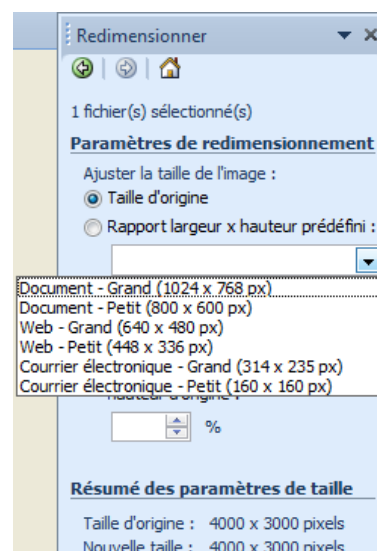 Redimensionner
1 fichier(s) sélectionné(s)
Paramètres de redimensionnement
Ajuster la taille de l'image :
Taille d'origine
Rapport largeur x hauteur prédéfini :
Document - Grand (1024 x 768 px)
Document - Petit (800 x 600 px)
Web - Grand (640 x 480 px)
Web - Petit (448 x 336 px)
Courrier électronique - Grand (314 x 235 px)
Courrier électronique - Petit (160 x 160 px)
hauteur d'origine :
%
Résumé des paramètres de taille
Taille d'origine : 4000 x 3000 pixels
Nouvelle taille : 4000 x 3000 pixels